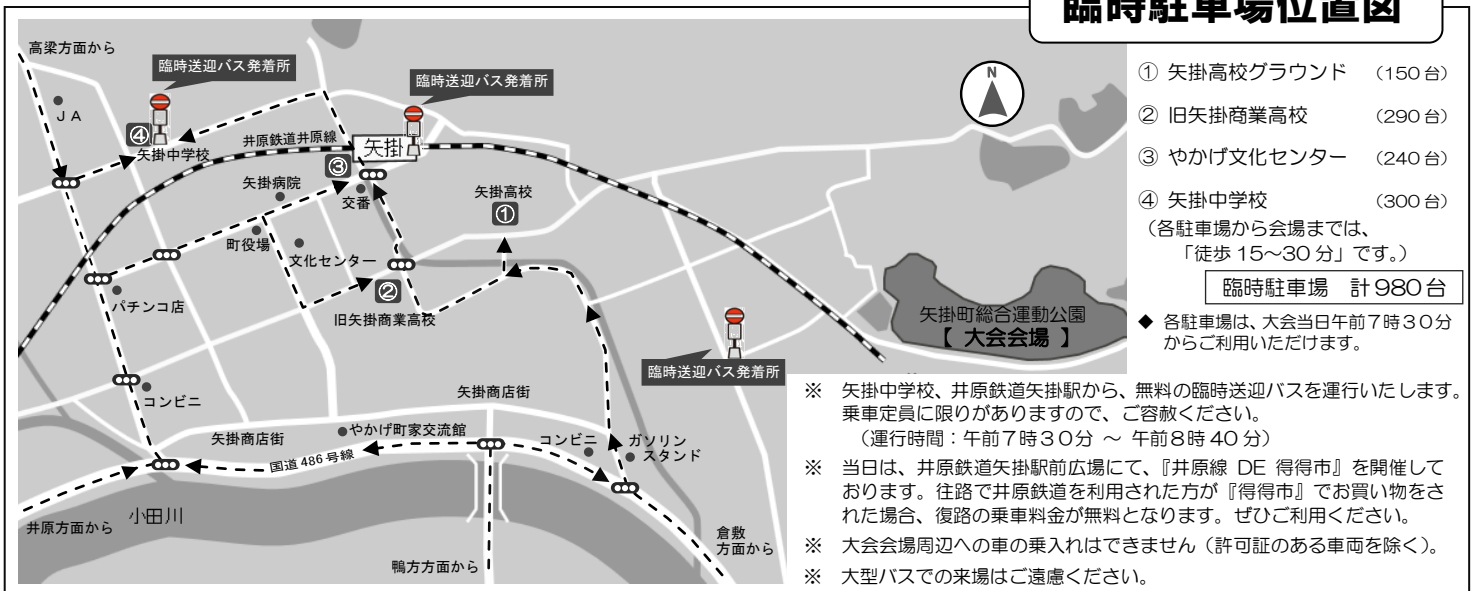 臨時駐車場位置図
高梁方面から
臨時送迎バス発着所
臨時送迎バス発着所
JA
④
矢掛中学校
井原鉄道井原線
矢掛
③
矢掛病院
交番
矢掛高校
①
町役場
文化センター
②
旧矢掛商業高校
パチンコ店
コンビニ
矢掛商店街
矢掛商店街
やかげ町家交流館
国道486号線
コンビニ
ガソリン
スタンド
井原方面から
小田川
鴨方方面から
倉敷
方面から
臨時送迎バス発着所
矢掛町総合運動公園
【 大会会場 】
N
① 矢掛高校グラウンド (150台)
② 旧矢掛商業高校 (290台)
③ やかげ文化センター (240台)
④ 矢掛中学校 (300台)
(各駐車場から会場までは、
「徒歩15~30分」です。)
臨時駐車場 計980台
◆ 各駐車場は、大会当日午前7時30分
からご利用いただけます。
※ 矢掛中学校、井原鉄道矢掛駅から、無料の臨時送迎バスを運行いたします。
乗車定員に限りがありますので、ご容赦ください。
(運行時間:午前7時30分 ~ 午前8時40分)
※ 当日は、井原鉄道矢掛駅前広場にて、『井原線 DE 得得市』を開催して
おります。往路で井原鉄道を利用された方が『得得市』でお買い物をさ
れた場合、復路の乗車料金が無料となります。ぜひご利用ください。
※ 大会会場周辺への車の乗入れはできません(許可証のある車両を除く)。
※ 大型バスでの来場はご遠慮ください。